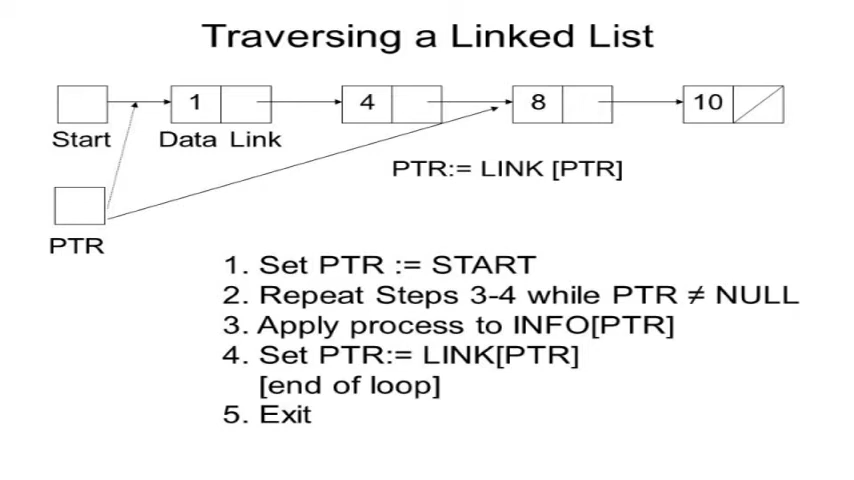 Traversing a Linked List
1 4 8 10
Start Data Link
PTR:= LINK [PTR]
PTR
1. Set PTR := START
2. Repeat Steps 3-4 while PTR ≠ NULL
3. Apply process to INFO[PTR]
4. Set PTR:= LINK[PTR]
[end of loop]
5. Exit